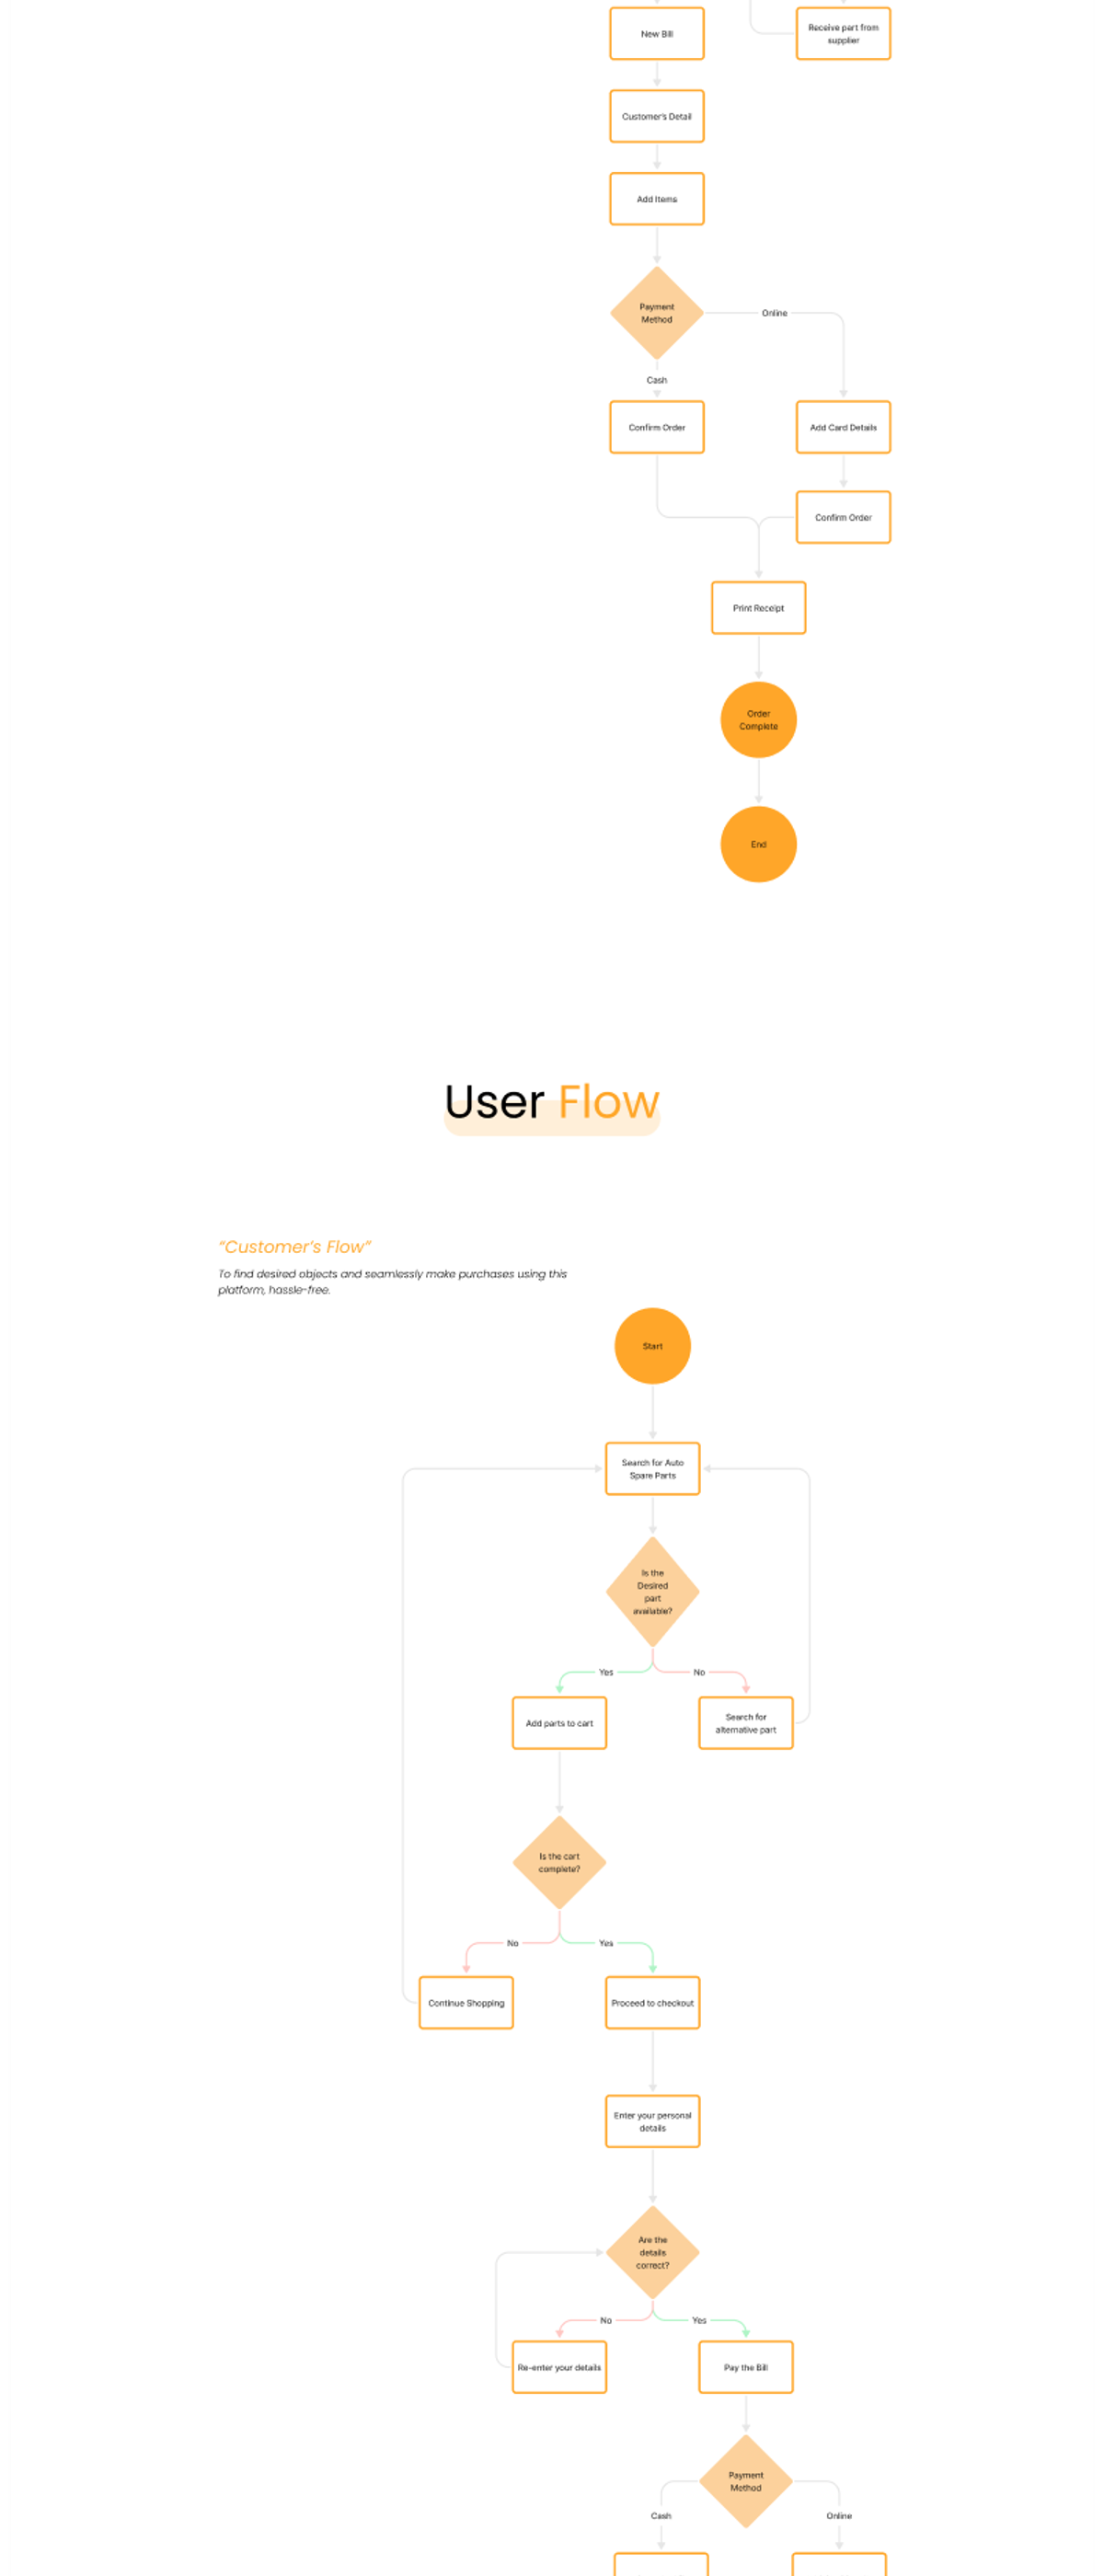 New Bill
Receive part from
supplier
Customer's Detail
Add Items
Payment
Method
Online
Cash
Confirm Order
Add Card Details
Confirm Order
Print Receipt
Order
Complete
End
User Flow
"Customer's Flow"
To find desired objects and seamlessly make purchases using this
platform, hassle-free.
Start
Search for Auto
Spare Parts
Is the
Desired
part
available?
Yes
No
Add parts to cart
Search for
alternative part
Is the cart
complete?
No
Yes
Continue Shopping
Proceed to checkout
Enter your personal
details
Are the
details
correct?
No
Yes
Re-enter your details
Pay the Bill
Payment
Method
Cash
Online